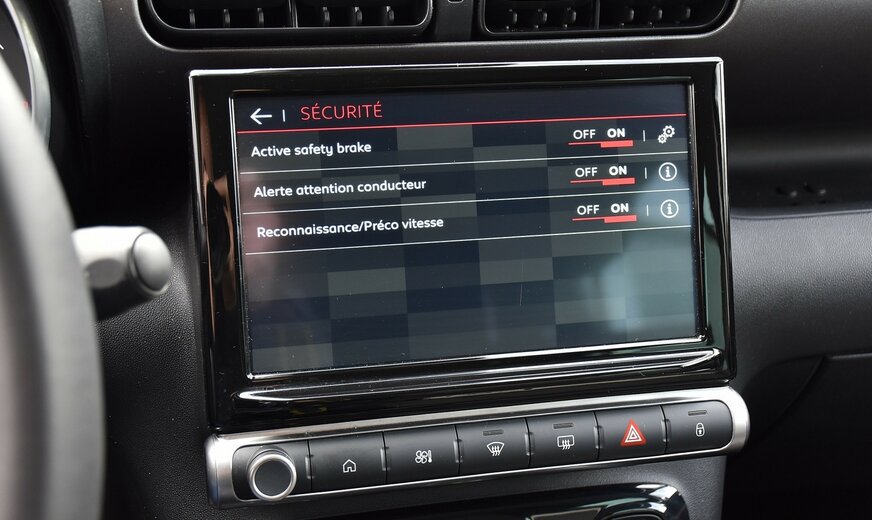 ← | SÉCURITÉ
Active safety brake OFF ON |
Alerte attention conducteur OFF ON | i
Reconnaissance/Préco vitesse OFF ON | i